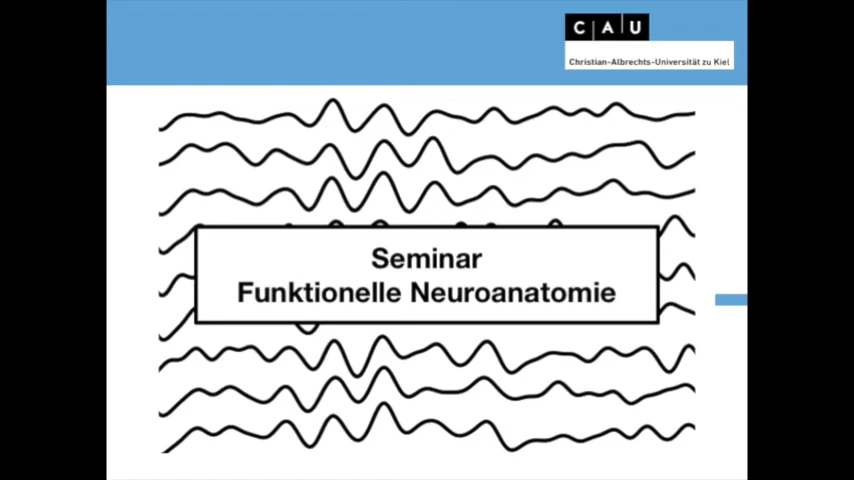 CAU
Christian-Albrechts-Universität zu Kiel
Seminar
Funktionelle Neuroanatomie